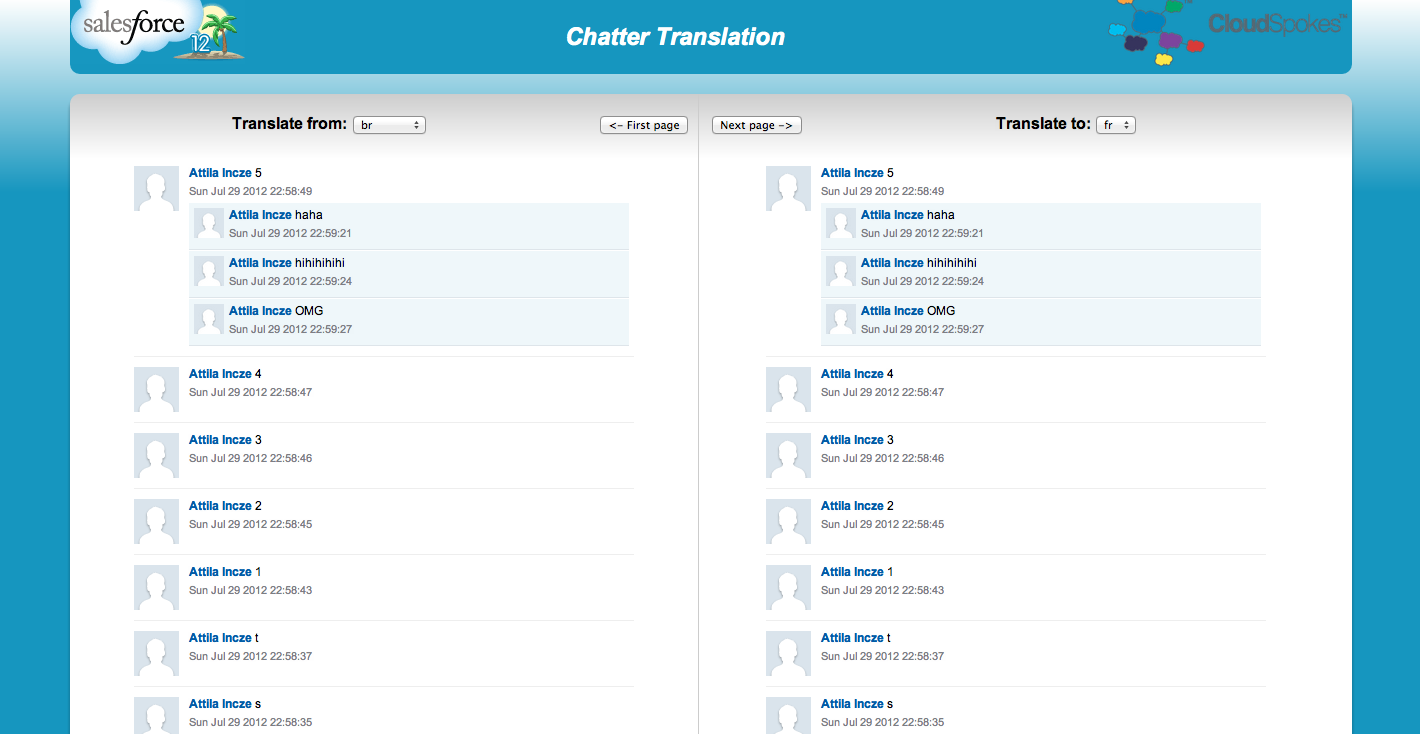 salesforce
12
Chatter Translation
CloudSpokes™
Translate from: br
<- First page
Next page ->
Translate to: fr
Attila Incze 5
Sun Jul 29 2012 22:58:49
Attila Incze haha
Sun Jul 29 2012 22:59:21
Attila Incze hihihihihi
Sun Jul 29 2012 22:59:24
Attila Incze OMG
Sun Jul 29 2012 22:59:27
Attila Incze 4
Sun Jul 29 2012 22:58:47
Attila Incze 3
Sun Jul 29 2012 22:58:46
Attila Incze 2
Sun Jul 29 2012 22:58:45
Attila Incze 1
Sun Jul 29 2012 22:58:43
Attila Incze t
Sun Jul 29 2012 22:58:37
Attila Incze s
Sun Jul 29 2012 22:58:35
Attila Incze 5
Sun Jul 29 2012 22:58:49
Attila Incze haha
Sun Jul 29 2012 22:59:21
Attila Incze hihihihihi
Sun Jul 29 2012 22:59:24
Attila Incze OMG
Sun Jul 29 2012 22:59:27
Attila Incze 4
Sun Jul 29 2012 22:58:47
Attila Incze 3
Sun Jul 29 2012 22:58:46
Attila Incze 2
Sun Jul 29 2012 22:58:45
Attila Incze 1
Sun Jul 29 2012 22:58:43
Attila Incze t
Sun Jul 29 2012 22:58:37
Attila Incze s
Sun Jul 29 2012 22:58:35